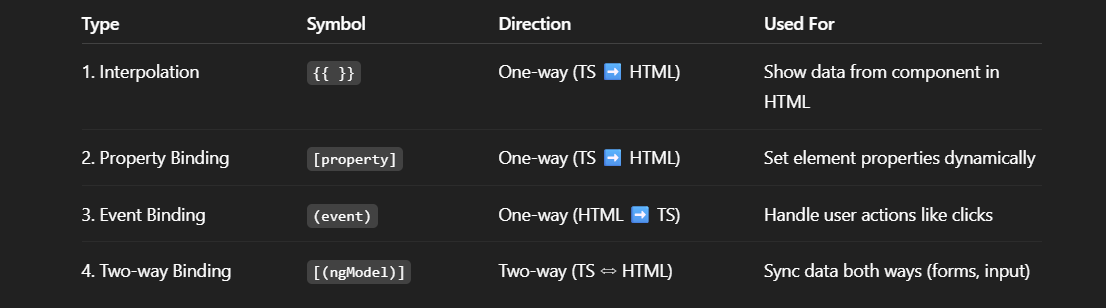 Type Symbol Direction Used For
1. Interpolation {{ }} One-way (TS ➡️ HTML) Show data from component in
HTML
2. Property Binding [property] One-way (TS ➡️ HTML) Set element properties dynamically
3. Event Binding (event) One-way (HTML ➡️ TS) Handle user actions like clicks
4. Two-way Binding [(ngModel)] Two-way (TS ⇔ HTML) Sync data both ways (forms, input)